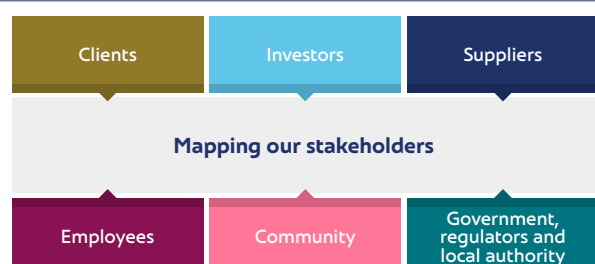 Clients
Investors
Suppliers
Mapping our stakeholders
Employees
Community
Government,
regulators and
local authority